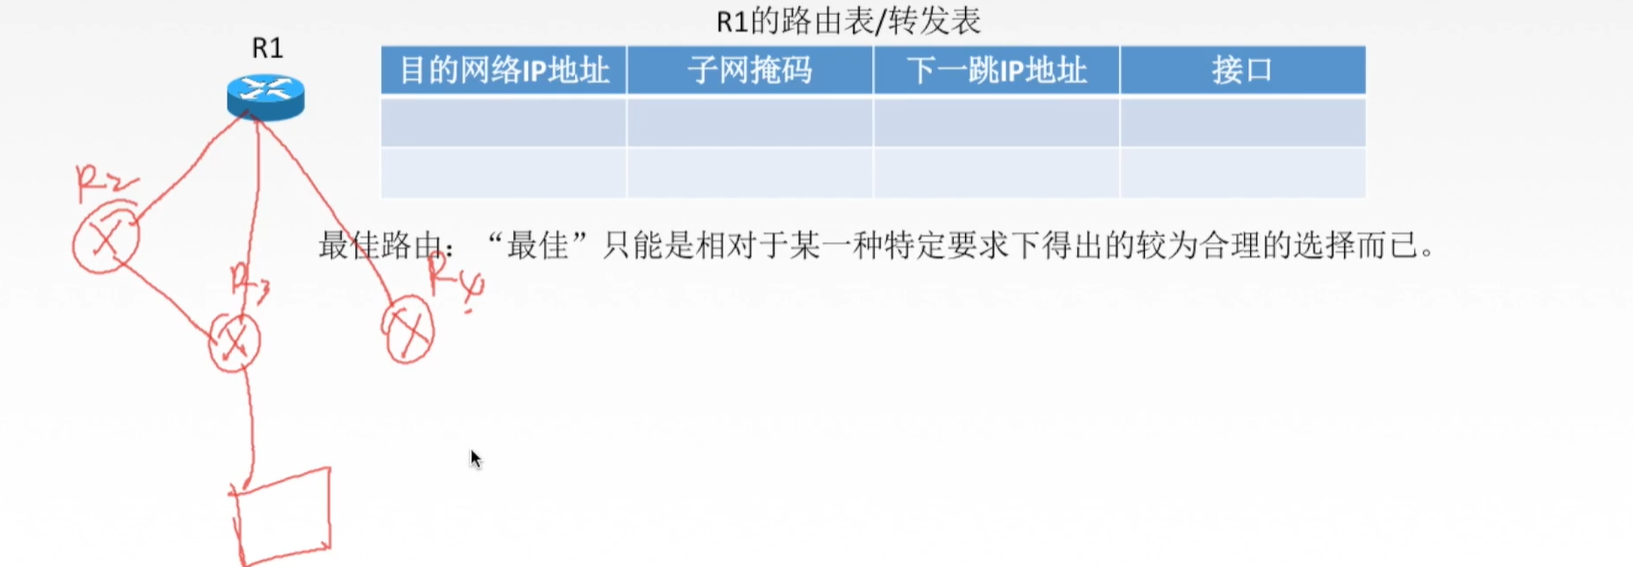 R1的路由表/转发表
R1
目的网络IP地址 子网掩码 下一跳IP地址 接口
R2
最佳路由：“最佳”只能是相对于某一种特定要求下得出的较为合理的选择而已。
R3
R4